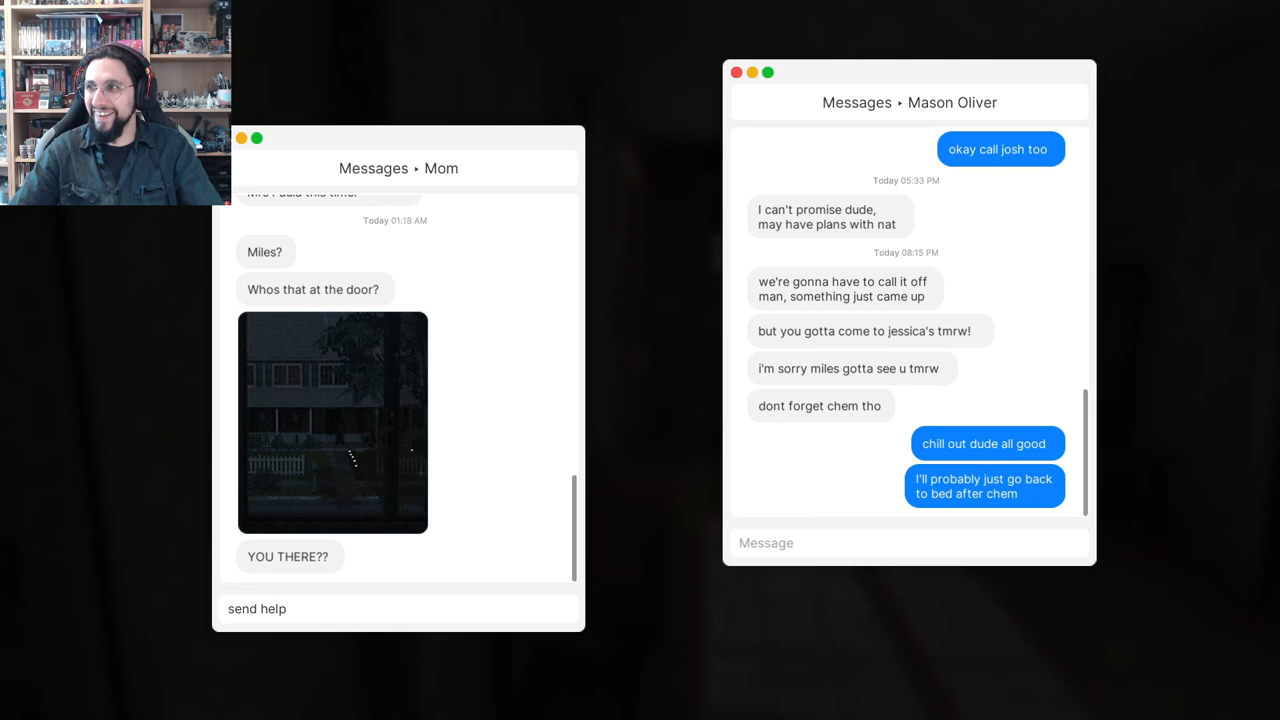 Messages ‣ Mom
Mrs Paula this time.
Today 01:18 AM
Miles?
Whos that at the door?
YOU THERE??
send help
Messages ‣ Mason Oliver
okay call josh too
Today 05:33 PM
I can't promise dude,
may have plans with nat
Today 08:15 PM
we're gonna have to call it off
man, something just came up
but you gotta come to jessica's tmrw!
i'm sorry miles gotta see u tmrw
dont forget chem tho
chill out dude all good
I'll probably just go back
to bed after chem
Message